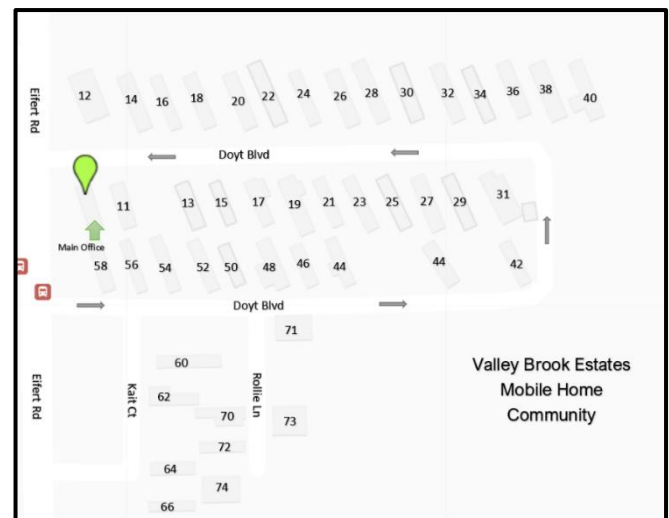 12 14 16 18 20 22 24 26 28 30 32 34 36 38 40
Eifert Rd
Doyt Blvd
11 13 15 17 19 21 23 25 27 29 31
Main Office
58 56 54 52 50 48 46 44 44 42
Doyt Blvd
71
60
Eifert Rd
Kait Ct
Rollie Ln
62
70
73
72
64
74
66
Valley Brook Estates
Mobile Home
Community